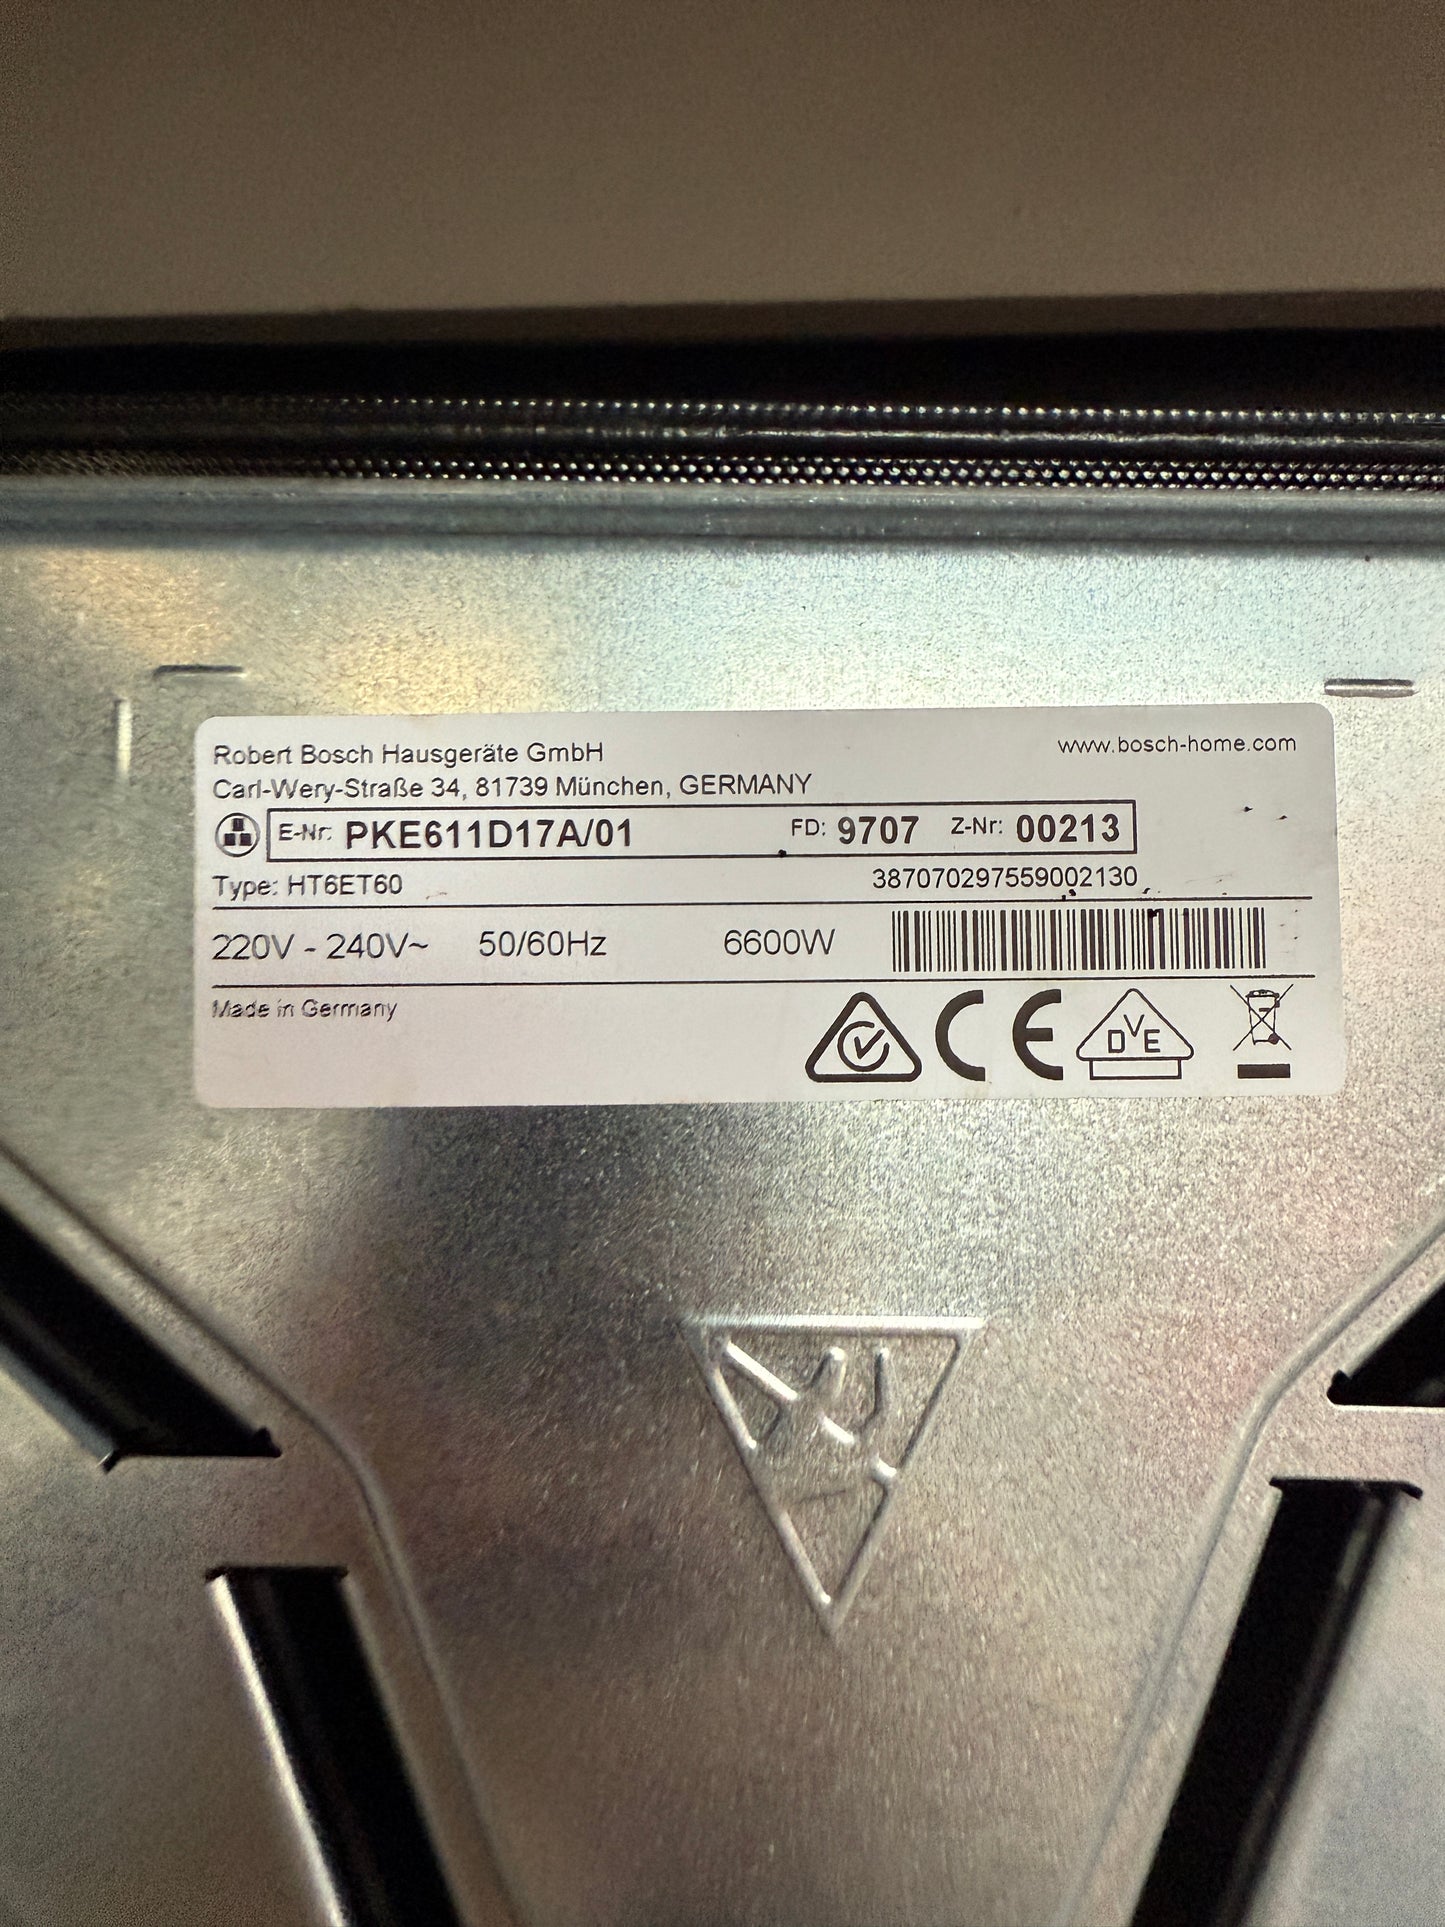 Robert Bosch Hausgeräte GmbH
www.bosch-home.com
Carl-Wery-Straße 34, 81739 München, GERMANY
E-Nr: PKE611D17A/01 FD: 9707 Z-Nr: 00213
Type: HT6ET60 387070297559002130
220V - 240V~ 50/60Hz 6600W
Made in Germany
CE DVE